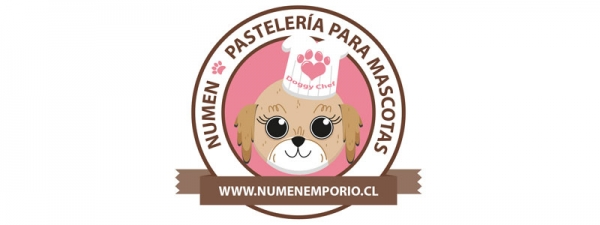 NUMEN PASTELERÍA PARA MASCOTAS
Doggy Chef
WWW.NUMENEMPORIO.CL